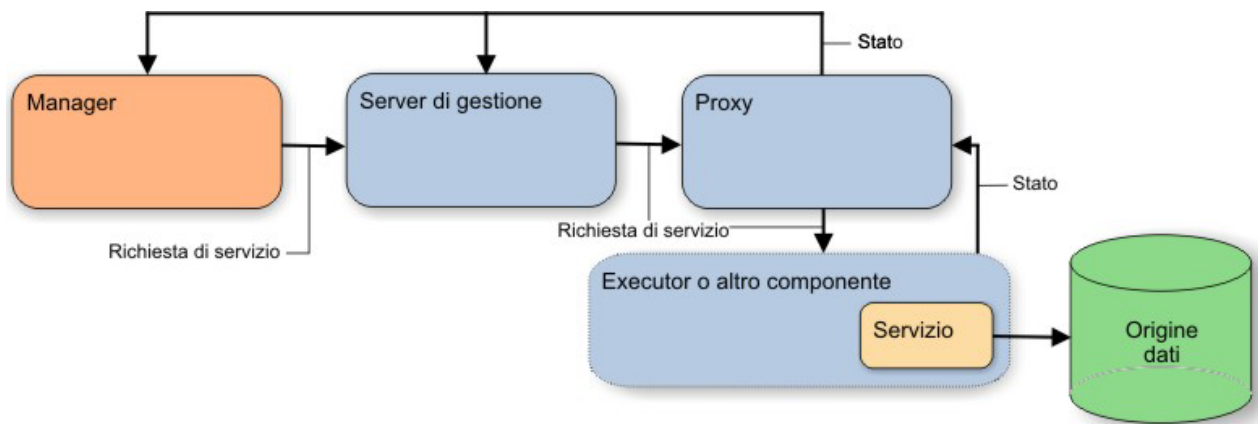 Stato
Manager
Server di gestione
Proxy
Stato
Richiesta di servizio
Richiesta di servizio
Executor o altro componente
Servizio
Origine
dati